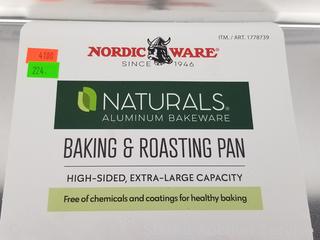 ITM. / ART. 1778739
NORDIC WARE®
SINCE 1946
4100
224.
NATURALS®
ALUMINUM BAKEWARE
BAKING & ROASTING PAN
HIGH-SIDED, EXTRA-LARGE CAPACITY
Free of chemicals and coatings for healthy baking